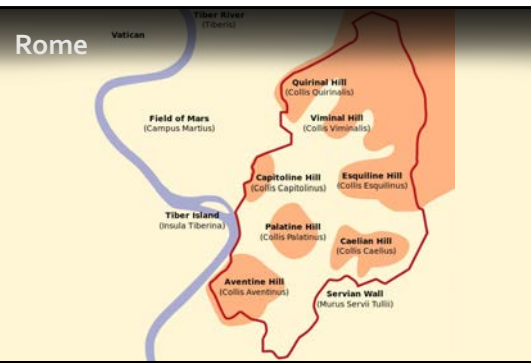 Rome
Tiber River
(Tiberis)
Vatican
Quirinal Hill
(Collis Quirinalis)
Field of Mars
(Campus Martius)
Viminal Hill
(Collis Viminalis)
Capitoline Hill
(Collis Capitolinus)
Esquiline Hill
(Collis Esquilinus)
Tiber Island
(Insula Tiberina)
Palatine Hill
(Collis Palatinus)
Caelian Hill
(Collis Caelius)
Aventine Hill
(Collis Aventinus)
Servian Wall
(Murus Servii Tullii)